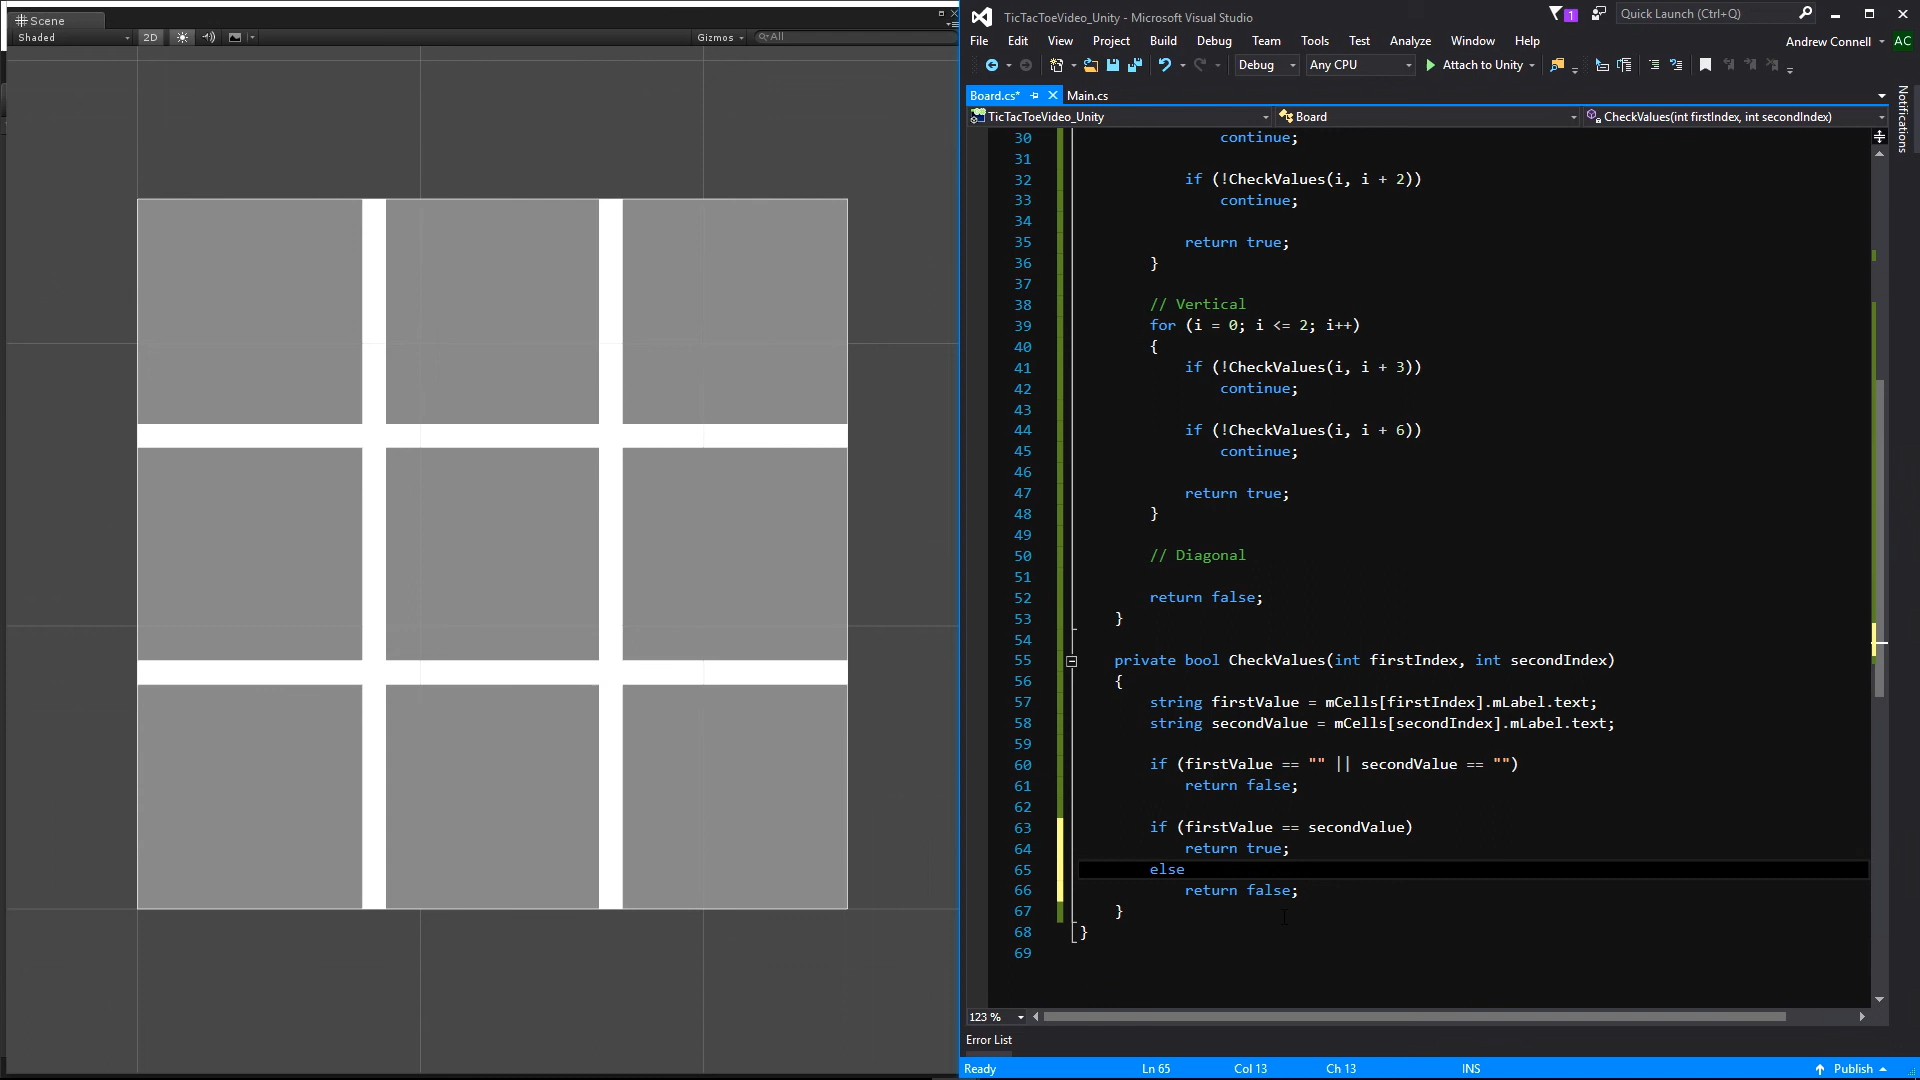 Scene
Shaded
2D
Gizmos
All
TicTacToeVideo_Unity - Microsoft Visual Studio
1
Quick Launch (Ctrl+Q)
File Edit View Project Build Debug Team Tools Test Analyze Window Help
Andrew Connell AC
Debug Any CPU Attach to Unity
Board.cs* Main.cs
Notifications
TicTacToeVideo_Unity Board CheckValues(int firstIndex, int secondIndex)
30 continue;
31
32 if (!CheckValues(i, i + 2))
33 continue;
34
35 return true;
36 }
37
38 // Vertical
39 for (i = 0; i <= 2; i++)
40 {
41 if (!CheckValues(i, i + 3))
42 continue;
43
44 if (!CheckValues(i, i + 6))
45 continue;
46
47 return true;
48 }
49
50 // Diagonal
51
52 return false;
53 }
54
55 private bool CheckValues(int firstIndex, int secondIndex)
56 {
57 string firstValue = mCells[firstIndex].mLabel.text;
58 string secondValue = mCells[secondIndex].mLabel.text;
59
60 if (firstValue == "" || secondValue == "")
61 return false;
62
63 if (firstValue == secondValue)
64 return true;
65 else
66 return false;
67 }
68 }
69
123 %
Error List
Ready Ln 65 Col 13 Ch 13 INS Publish